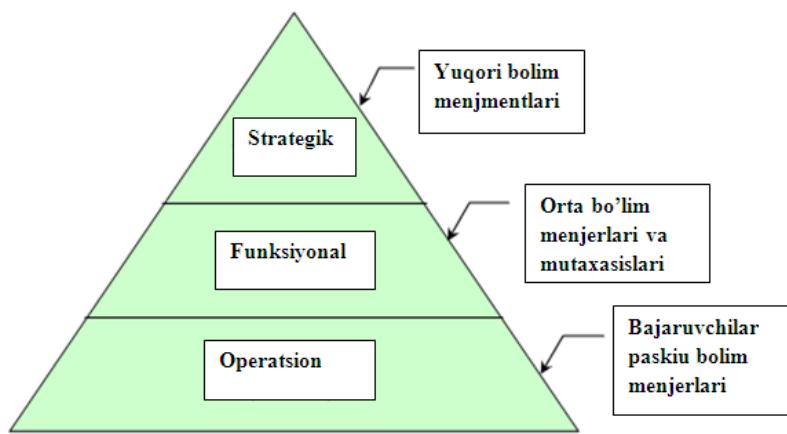 Yuqori bolim
menjmentlari
Strategik
Orta bo’lim
menjerlari va
mutaxasislari
Funksiyonal
Bajaruvchilar
paskiu bolim
menjerlari
Operatsion